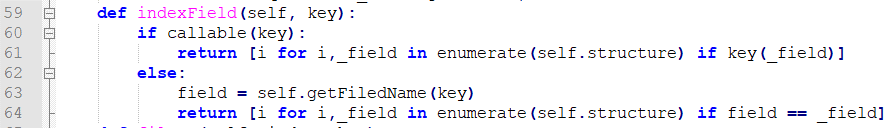 59 def indexField(self, key):
60 if callable(key):
61 return [i for i,_field in enumerate(self.structure) if key(_field)]
62 else:
63 field = self.getFiledName(key)
64 return [i for i,_field in enumerate(self.structure) if field == _field]